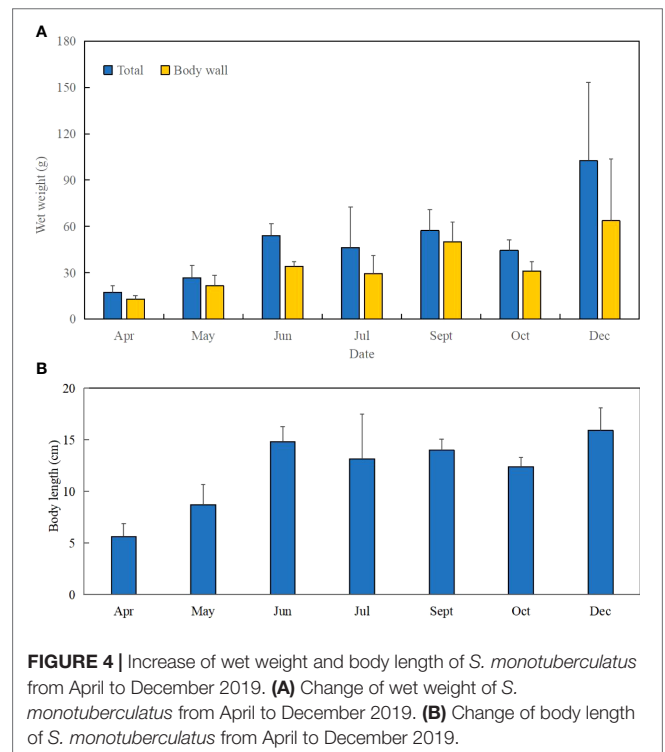 A
180
150
120
90
60
30
0
Wet weight (g)
Total Body wall
Apr May Jun Jul Sept Oct Dec
Date
B
20
15
10
5
0
Body length (cm)
Apr May Jun Jul Sept Oct Dec
FIGURE 4 | Increase of wet weight and body length of S. monotuberculatus
from April to December 2019. (A) Change of wet weight of S.
monotuberculatus from April to December 2019. (B) Change of body length
of S. monotuberculatus from April to December 2019.